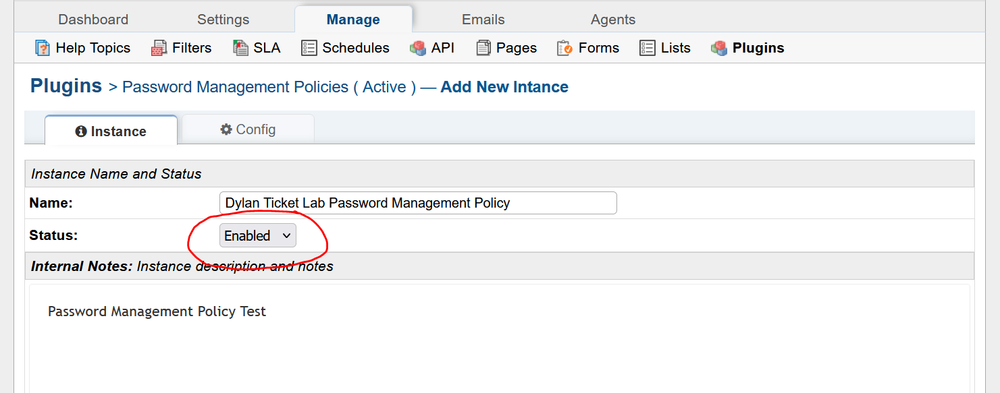 Dashboard Settings Manage Emails Agents
Help Topics Filters SLA Schedules API Pages Forms Lists Plugins
Plugins > Password Management Policies ( Active ) — Add New Intance
Instance Config
Instance Name and Status
Name: Dylan Ticket Lab Password Management Policy
Status: Enabled
Internal Notes: Instance description and notes
Password Management Policy Test